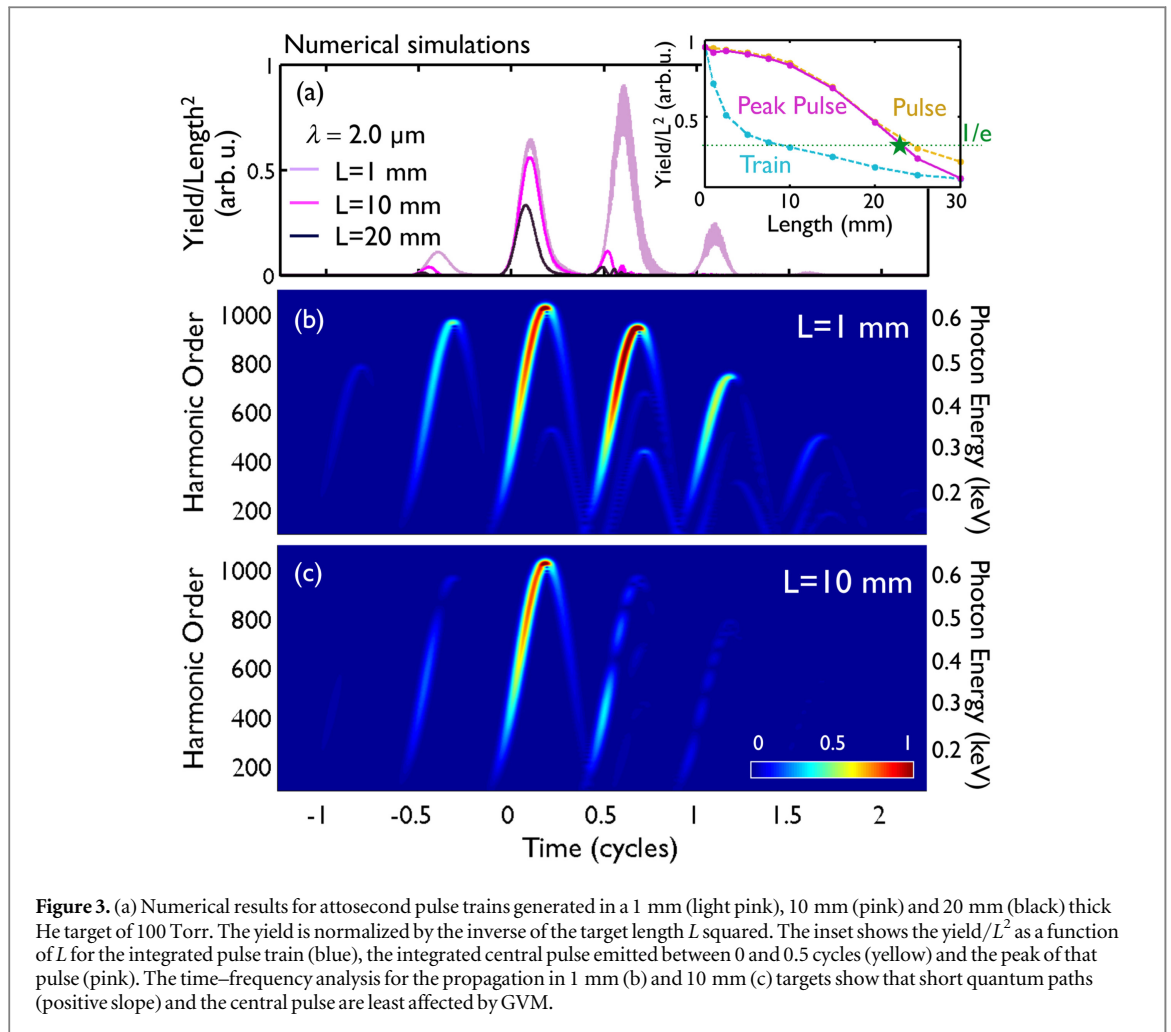 Numerical simulations
1
(a)
λ = 2.0 µm
L=1 mm
L=10 mm
L=20 mm
0.5
0
Yield/Length²
(arb. u.)
1
0.5
Yield/L² (arb. u.)
Peak Pulse
Pulse
1/e
Train
0 10 20 30
Length (mm)
(b)
L=1 mm
1000
800
600
400
200
Harmonic Order
0.6
0.5
0.4
0.3
0.2
Photon Energy (keV)
(c)
L=10 mm
1000
800
600
400
200
Harmonic Order
0.6
0.5
0.4
0.3
0.2
Photon Energy (keV)
0 0.5 1
-1 -0.5 0 0.5 1 1.5 2
Time (cycles)
Figure 3. (a) Numerical results for attosecond pulse trains generated in a 1 mm (light pink), 10 mm (pink) and 20 mm (black) thick
He target of 100 Torr. The yield is normalized by the inverse of the target length L squared. The inset shows the yield/L² as a function
of L for the integrated pulse train (blue), the integrated central pulse emitted between 0 and 0.5 cycles (yellow) and the peak of that
pulse (pink). The time–frequency analysis for the propagation in 1 mm (b) and 10 mm (c) targets show that short quantum paths
(positive slope) and the central pulse are least affected by GVM.